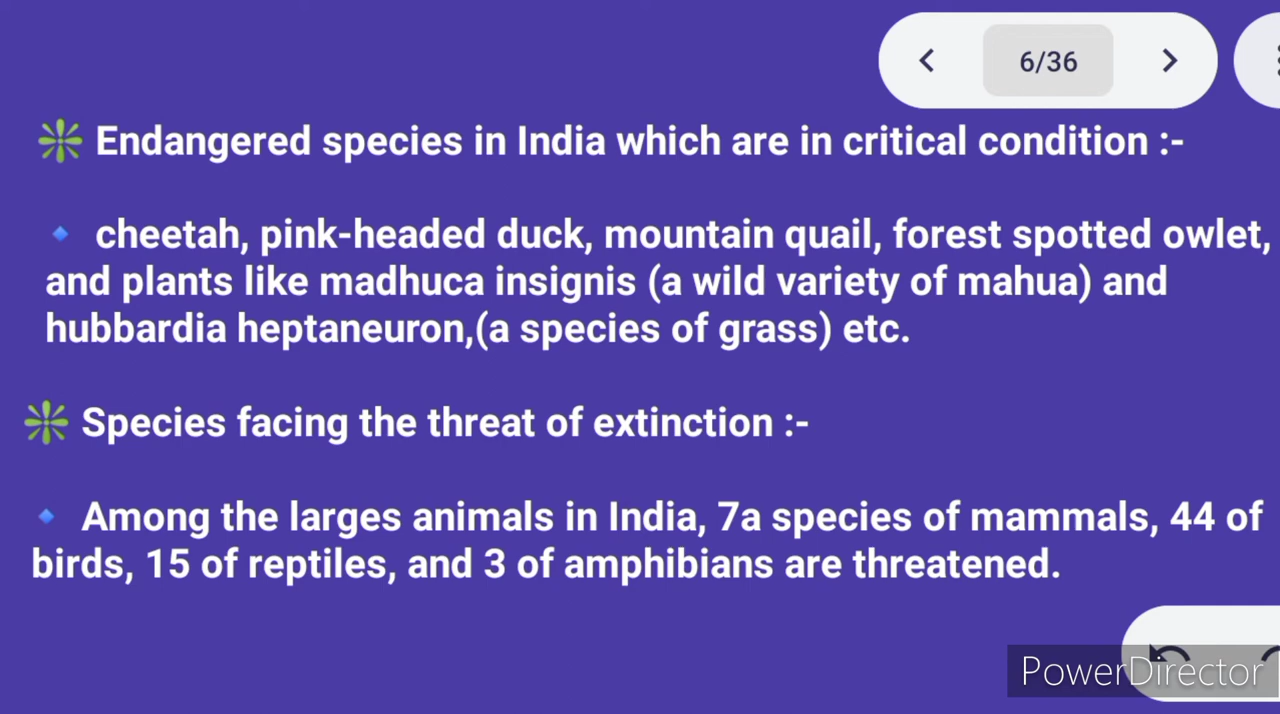 6/36
Endangered species in India which are in critical condition :-
cheetah, pink-headed duck, mountain quail, forest spotted owlet,
and plants like madhuca insignis (a wild variety of mahua) and
hubbardia heptaneuron,(a species of grass) etc.
Species facing the threat of extinction :-
Among the larges animals in India, 7a species of mammals, 44 of
birds, 15 of reptiles, and 3 of amphibians are threatened.
PowerDirector